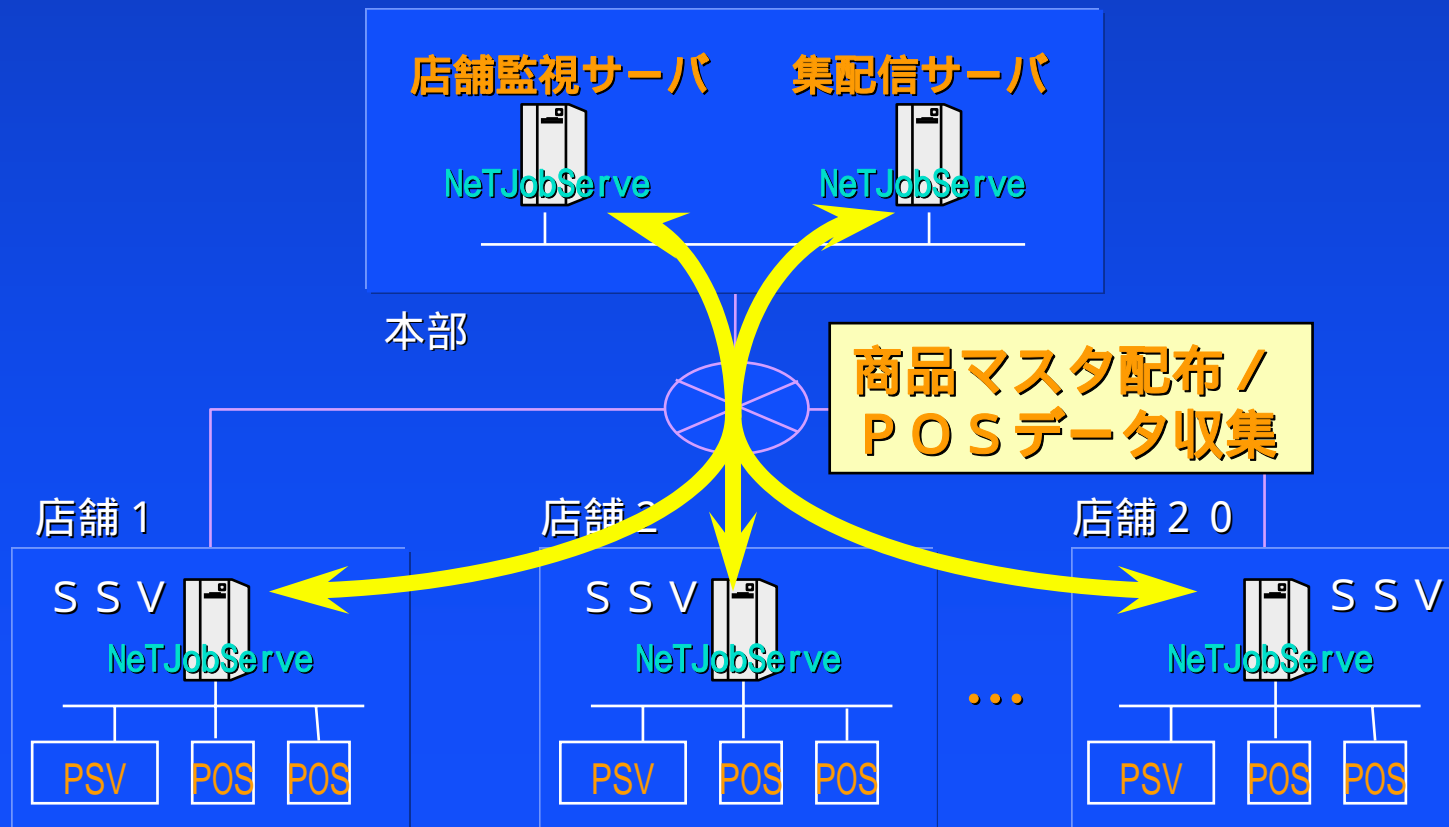 店舗監視サーバ
集配信サーバ
NeTJobServe
NeTJobServe
本部
商品マスタ配布／
ＰＯＳデータ収集
店舗１
店舗２
店舗２０
ＳＳＶ
ＳＳＶ
ＳＳＶ
NeTJobServe
NeTJobServe
NeTJobServe
…
PSV
POS
POS
PSV
POS
POS
PSV
POS
POS